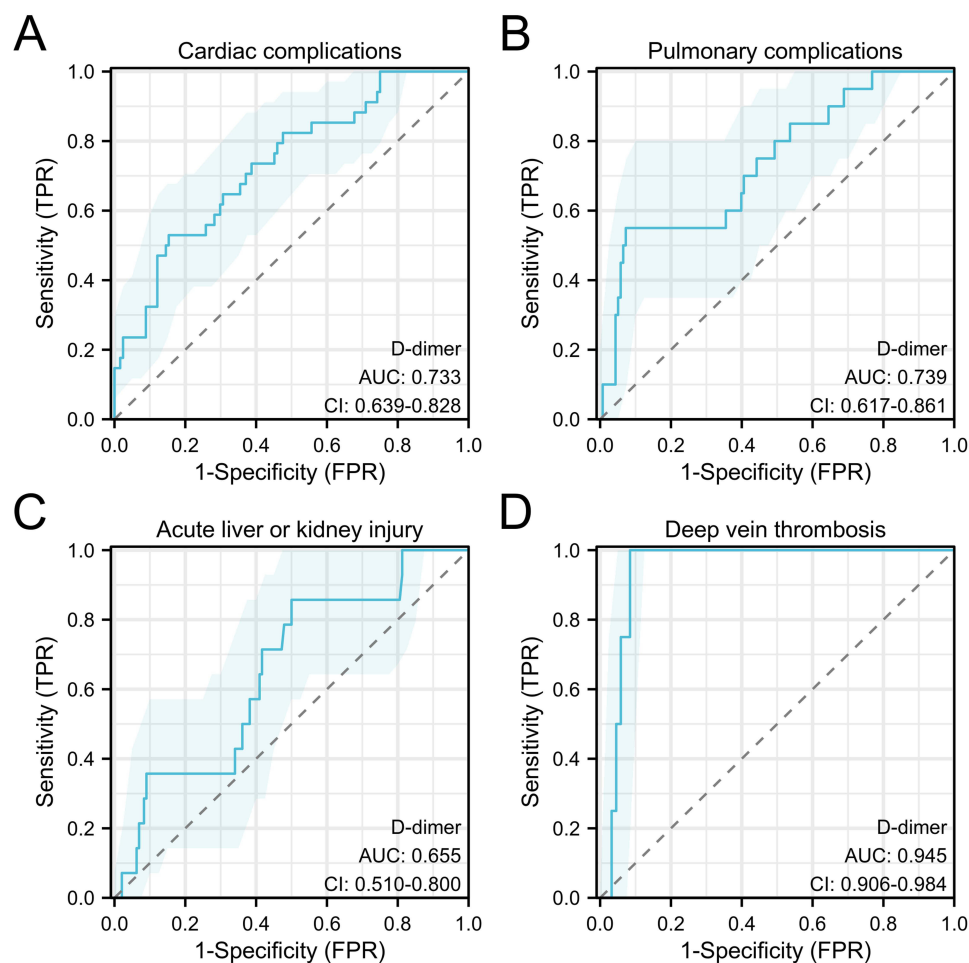 A
Cardiac complications
1.0
0.8
0.6
0.4
0.2
0.0
Sensitivity (TPR)
D-dimer
AUC: 0.733
CI: 0.639-0.828
0.0 0.2 0.4 0.6 0.8 1.0
1-Specificity (FPR)
B
Pulmonary complications
1.0
0.8
0.6
0.4
0.2
0.0
Sensitivity (TPR)
D-dimer
AUC: 0.739
CI: 0.617-0.861
0.0 0.2 0.4 0.6 0.8 1.0
1-Specificity (FPR)
C
Acute liver or kidney injury
1.0
0.8
0.6
0.4
0.2
0.0
Sensitivity (TPR)
D-dimer
AUC: 0.655
CI: 0.510-0.800
0.0 0.2 0.4 0.6 0.8 1.0
1-Specificity (FPR)
D
Deep vein thrombosis
1.0
0.8
0.6
0.4
0.2
0.0
Sensitivity (TPR)
D-dimer
AUC: 0.945
CI: 0.906-0.984
0.0 0.2 0.4 0.6 0.8 1.0
1-Specificity (FPR)